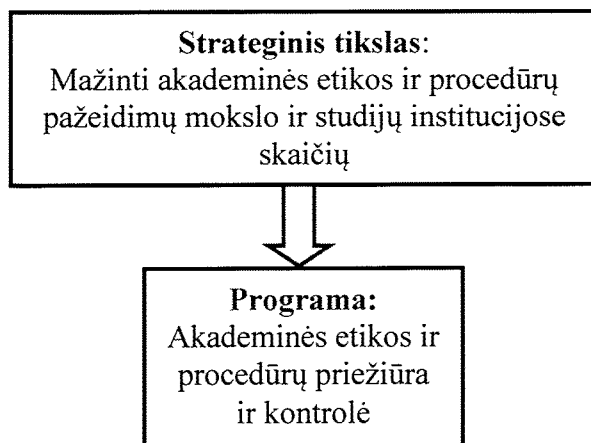 Strateginis tikslas:
Mažinti akademinės etikos ir procedūrų
pažeidimų mokslo ir studijų institucijose
skaičių
Programa:
Akademinės etikos ir
procedūrų priežiūra
ir kontrolė